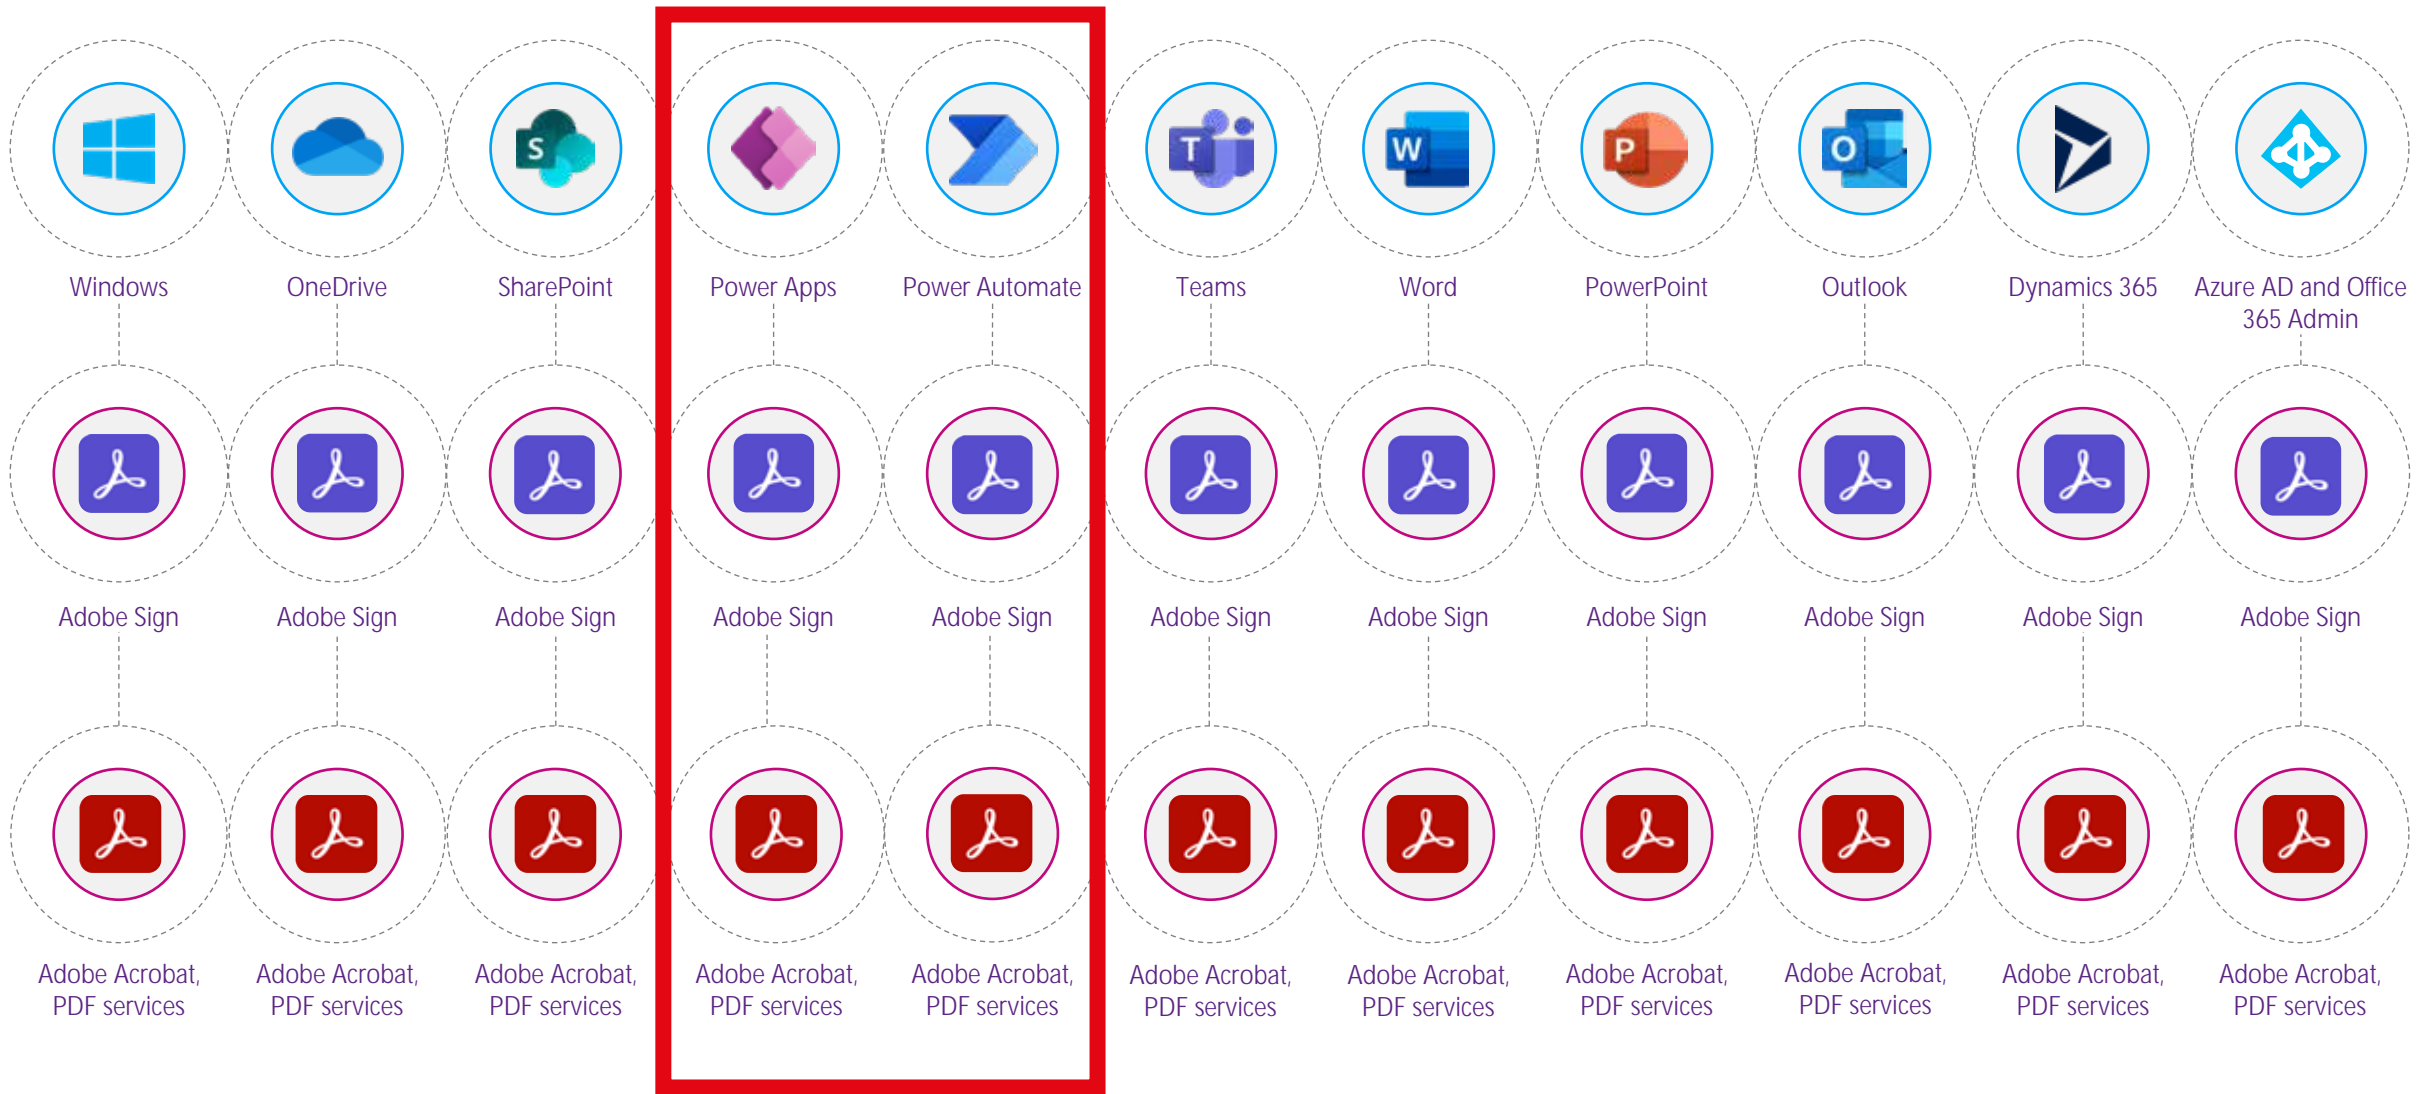 S
T
W
P
O
Windows
OneDrive
SharePoint
Power Apps
Power Automate
Teams
Word
PowerPoint
Outlook
Dynamics 365
Azure AD and Office
365 Admin
Adobe Sign
Adobe Sign
Adobe Sign
Adobe Sign
Adobe Sign
Adobe Sign
Adobe Sign
Adobe Sign
Adobe Sign
Adobe Sign
Adobe Sign
Adobe Acrobat,
PDF services
Adobe Acrobat,
PDF services
Adobe Acrobat,
PDF services
Adobe Acrobat,
PDF services
Adobe Acrobat,
PDF services
Adobe Acrobat,
PDF services
Adobe Acrobat,
PDF services
Adobe Acrobat,
PDF services
Adobe Acrobat,
PDF services
Adobe Acrobat,
PDF services
Adobe Acrobat,
PDF services